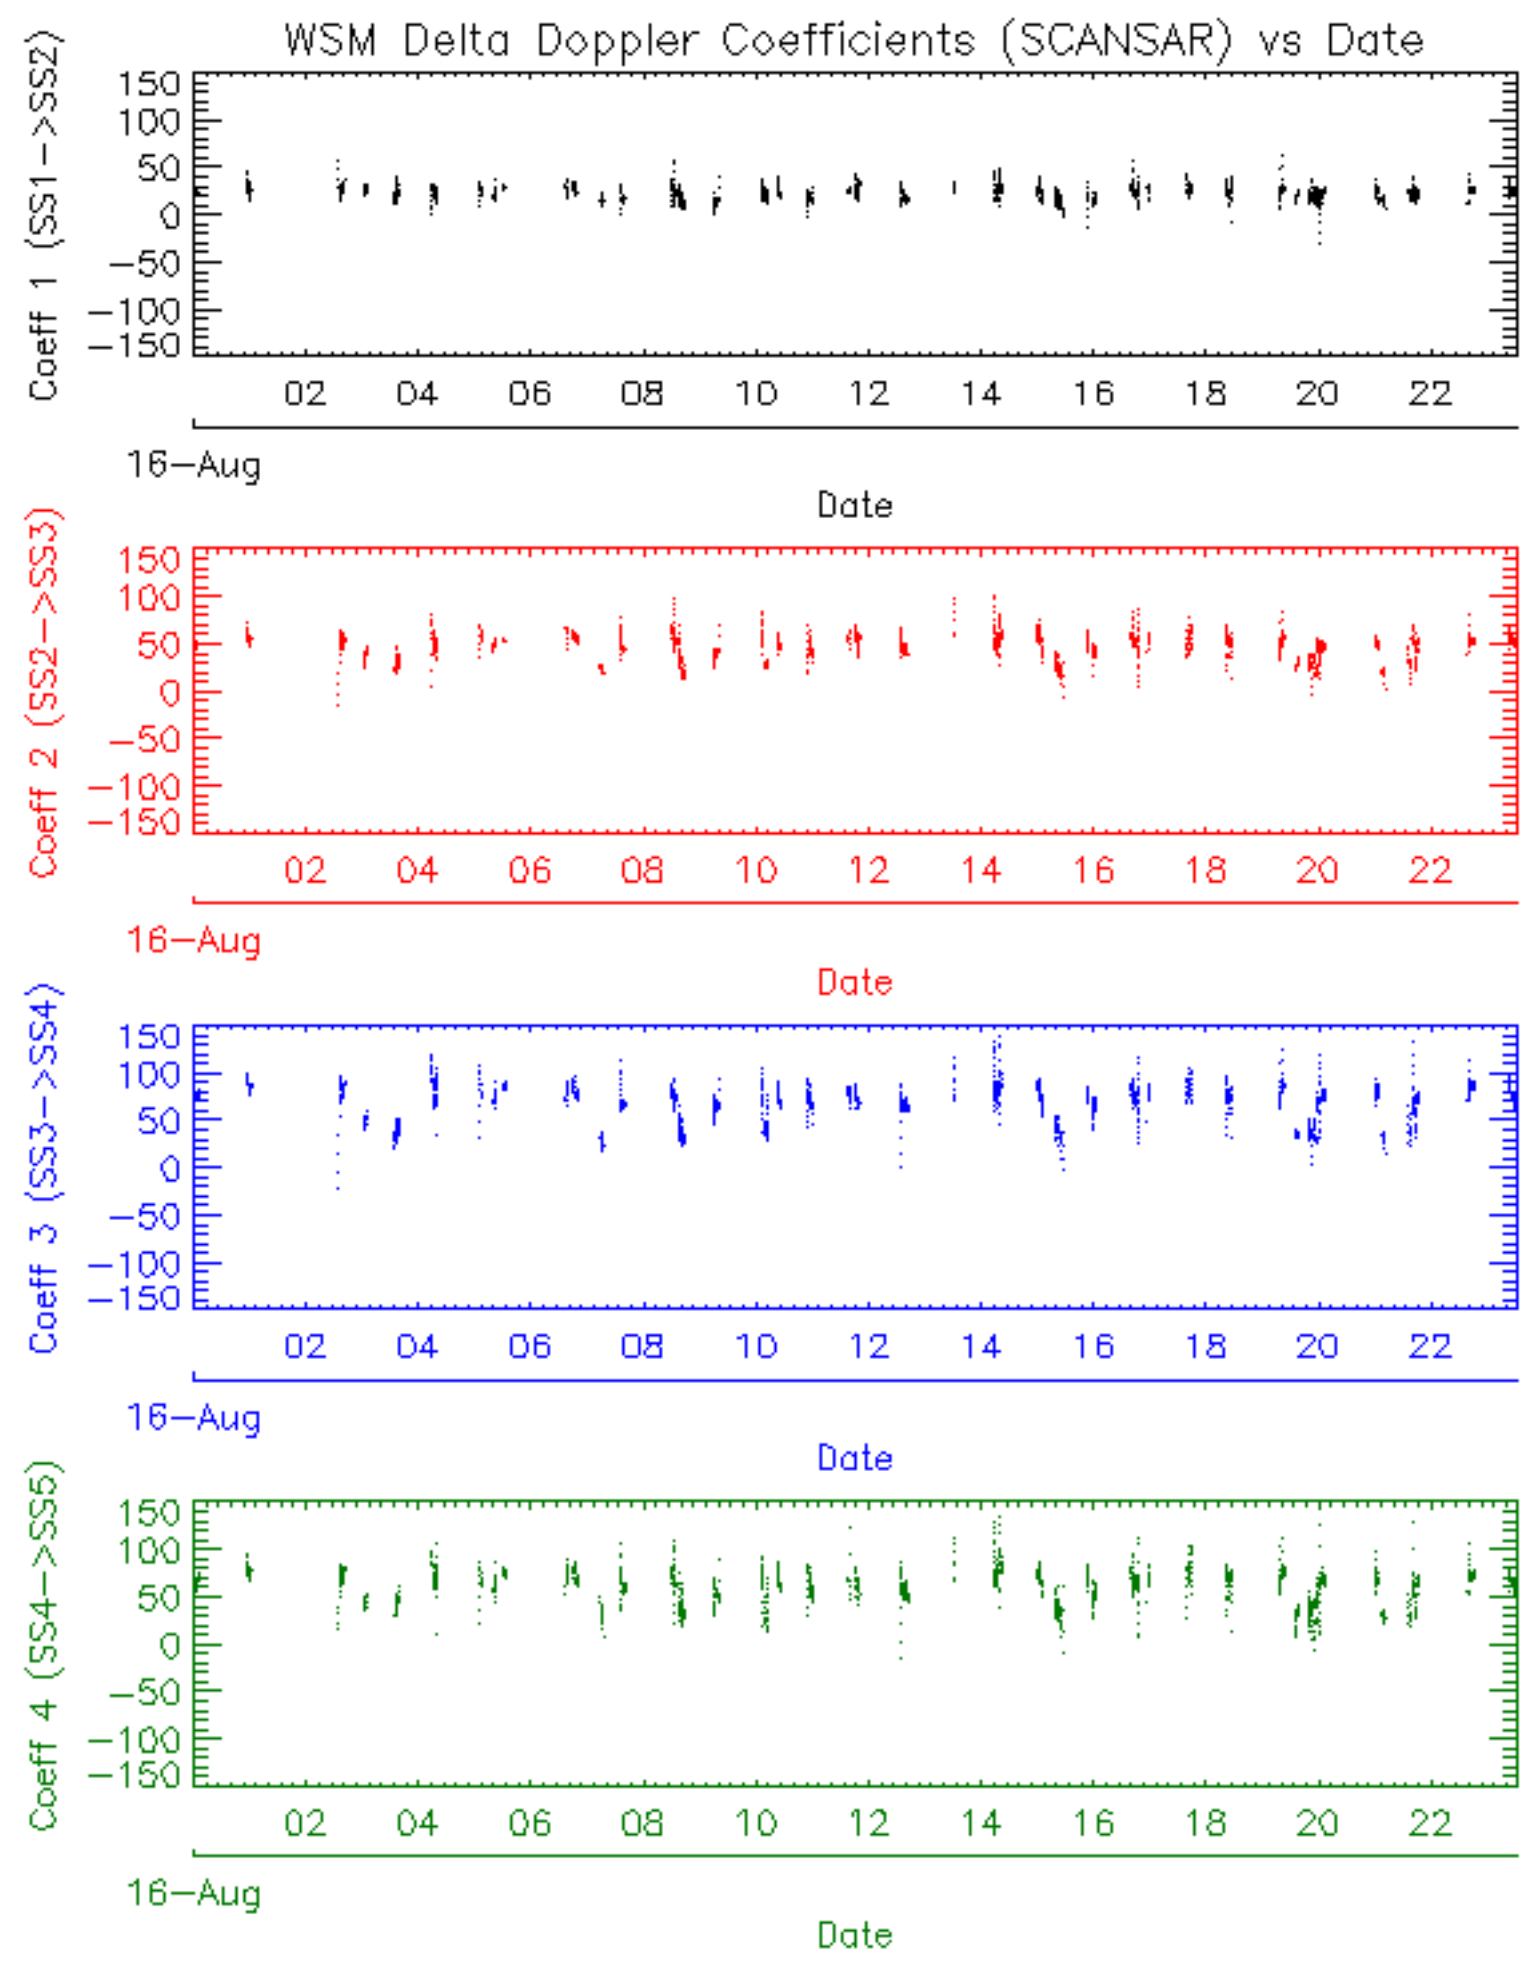 WSM Delta Doppler Coefficients (SCANSAR) vs Date
Coeff 1 (SS1->SS2)
150
100
50
0
-50
-100
-150
02 04 06 08 10 12 14 16 18 20 22
16-Aug
Date
Coeff 2 (SS2->SS3)
150
100
50
0
-50
-100
-150
02 04 06 08 10 12 14 16 18 20 22
16-Aug
Date
Coeff 3 (SS3->SS4)
150
100
50
0
-50
-100
-150
02 04 06 08 10 12 14 16 18 20 22
16-Aug
Date
Coeff 4 (SS4->SS5)
150
100
50
0
-50
-100
-150
02 04 06 08 10 12 14 16 18 20 22
16-Aug
Date